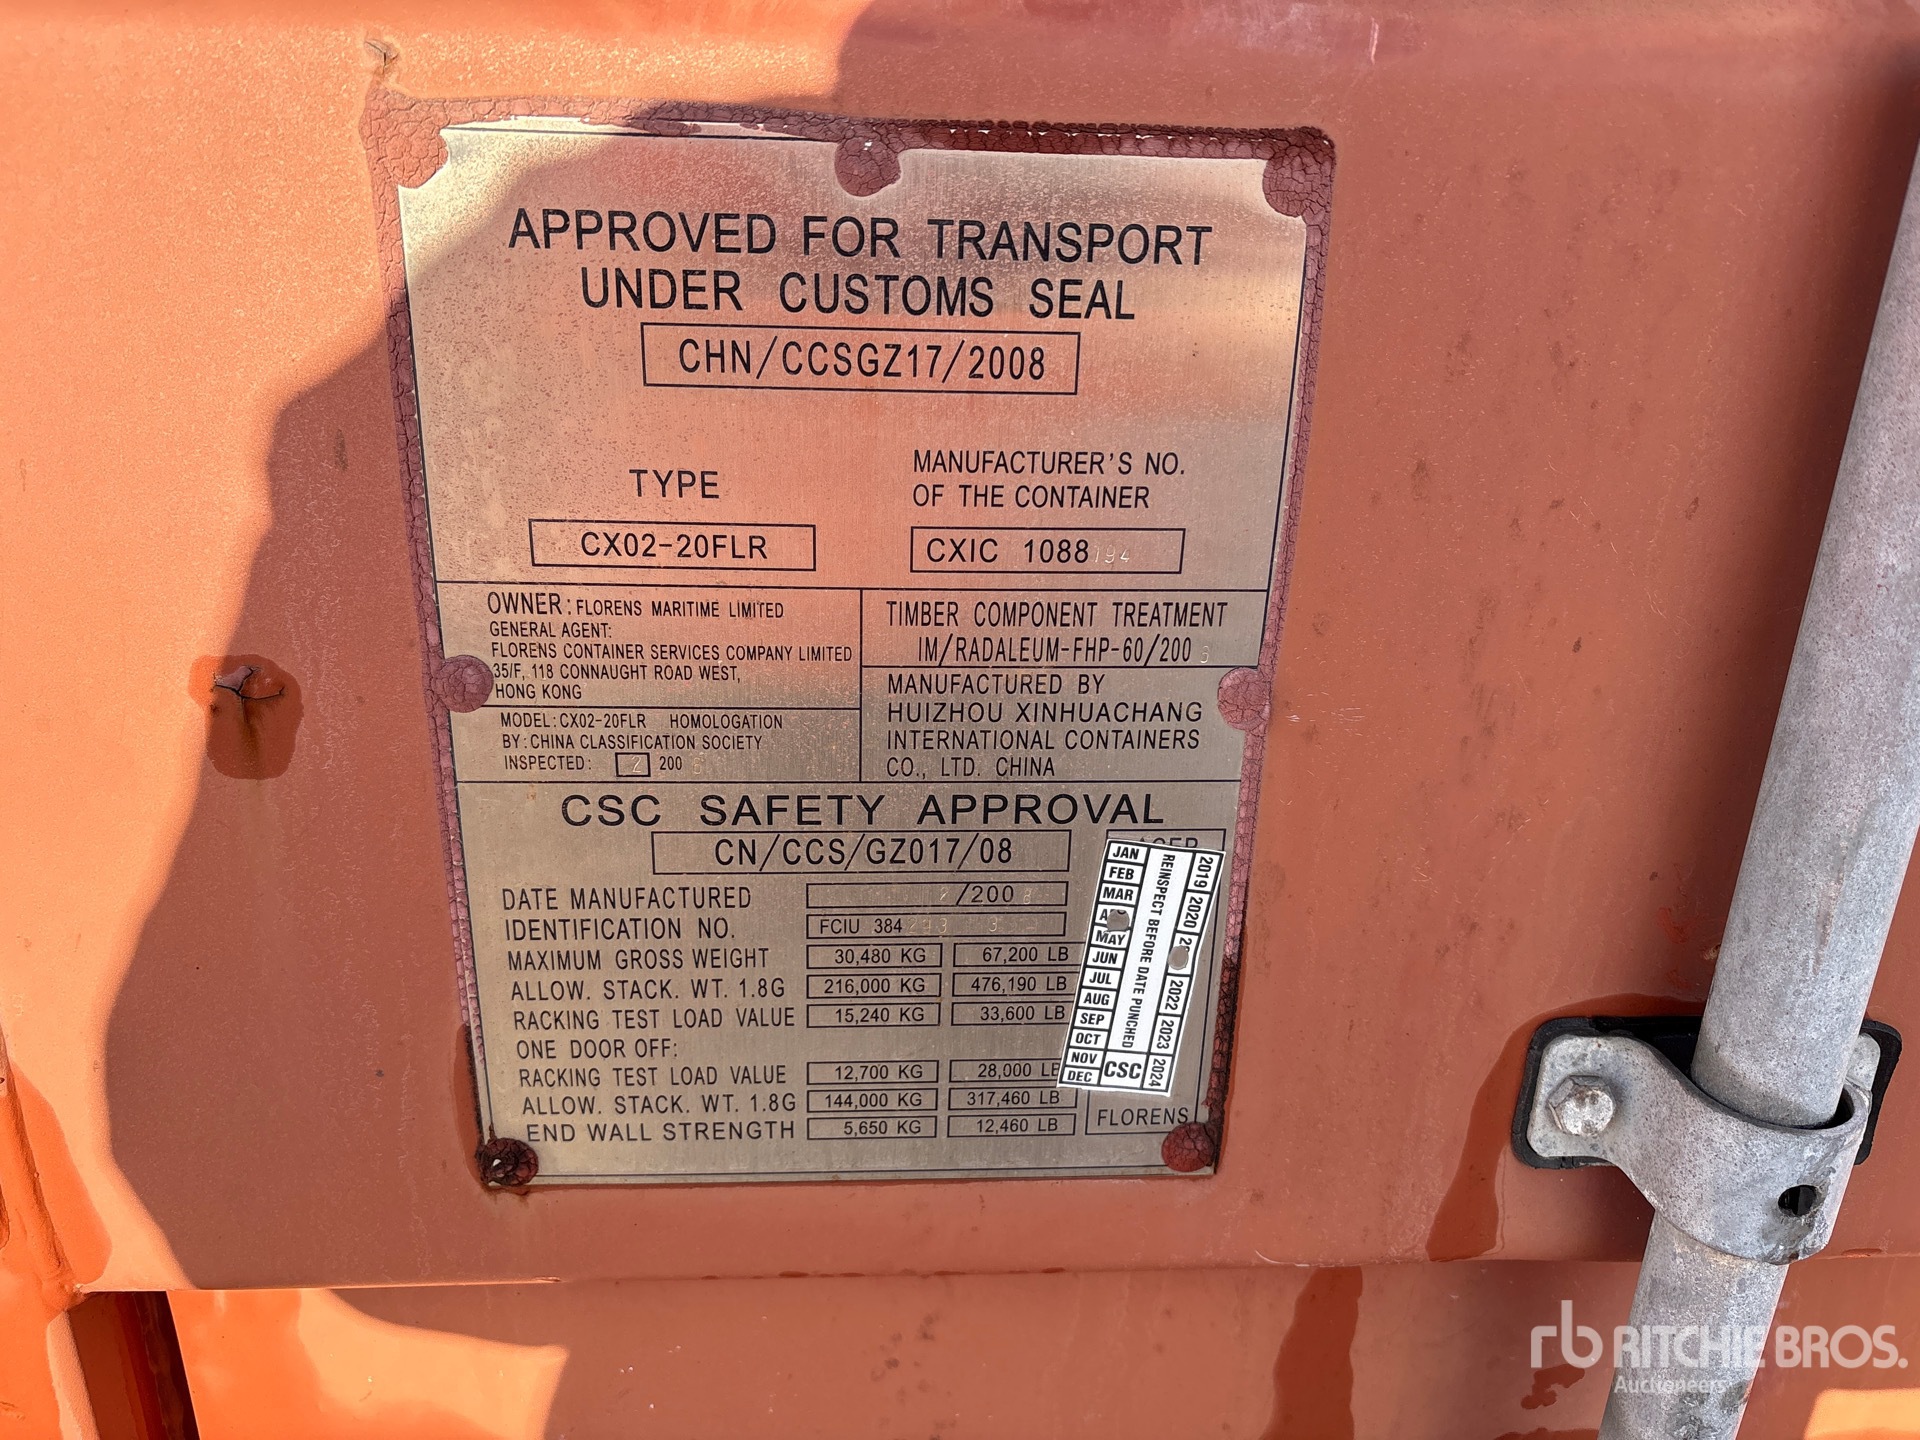 APPROVED FOR TRANSPORT
UNDER CUSTOMS SEAL
CHN/CCSGZ17/2008
TYPE
CX02-20FLR
MANUFACTURER'S NO.
OF THE CONTAINER
CXIC 1088194
OWNER: FLORENS MARITIME LIMITED
GENERAL AGENT:
FLORENS CONTAINER SERVICES COMPANY LIMITED
35/F, 118 CONNAUGHT ROAD WEST,
HONG KONG
MODEL: CX02-20FLR HOMOLOGATION
BY: CHINA CLASSIFICATION SOCIETY
INSPECTED: 2 200
TIMBER COMPONENT TREATMENT
IM/RADALEUM-FHP-60/200
MANUFACTURED BY
HUIZHOU XINHUACHANG
INTERNATIONAL CONTAINERS
CO., LTD. CHINA
CSC SAFETY APPROVAL
CN/CCS/GZ017/08
DATE MANUFACTURED /200
IDENTIFICATION NO. FCIU 384
MAXIMUM GROSS WEIGHT 30,480 KG 67,200 LB
ALLOW. STACK. WT. 1.8G 216,000 KG 476,190 LB
RACKING TEST LOAD VALUE 15,240 KG 33,600 LB
ONE DOOR OFF:
RACKING TEST LOAD VALUE 12,700 KG 28,000 LB
ALLOW. STACK. WT. 1.8G 144,000 KG 317,460 LB
END WALL STRENGTH 5,650 KG 12,460 LB
FLORENS
JAN
FEB
MAR
MAY
JUN
JUL
AUG
SEP
OCT
NOV
DEC
REINSPECT BEFORE DATE PUNCHED
CSC
2019 2020 2022 2023 2024
rb RITCHIE BROS.
Auctioneers